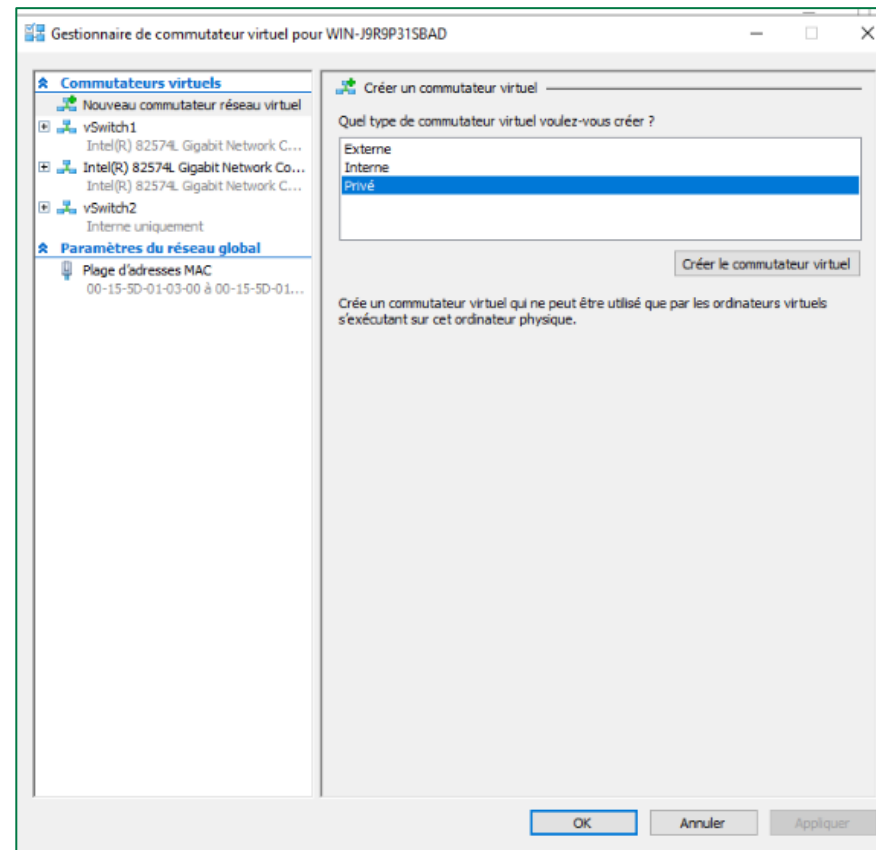 Gestionnaire de commutateur virtuel pour WIN-J9R9P31SBAD
Commutateurs virtuels
Nouveau commutateur réseau virtuel
vSwitch1
Intel(R) 82574L Gigabit Network C...
Intel(R) 82574L Gigabit Network Co...
Intel(R) 82574L Gigabit Network C...
vSwitch2
Interne uniquement
Paramètres du réseau global
Plage d'adresses MAC
00-15-5D-01-03-00 à 00-15-5D-01...
Créer un commutateur virtuel
Quel type de commutateur virtuel voulez-vous créer ?
Externe
Interne
Privé
Créer le commutateur virtuel
Crée un commutateur virtuel qui ne peut être utilisé que par les ordinateurs virtuels
s'exécutant sur cet ordinateur physique.
OK
Annuler
Appliquer